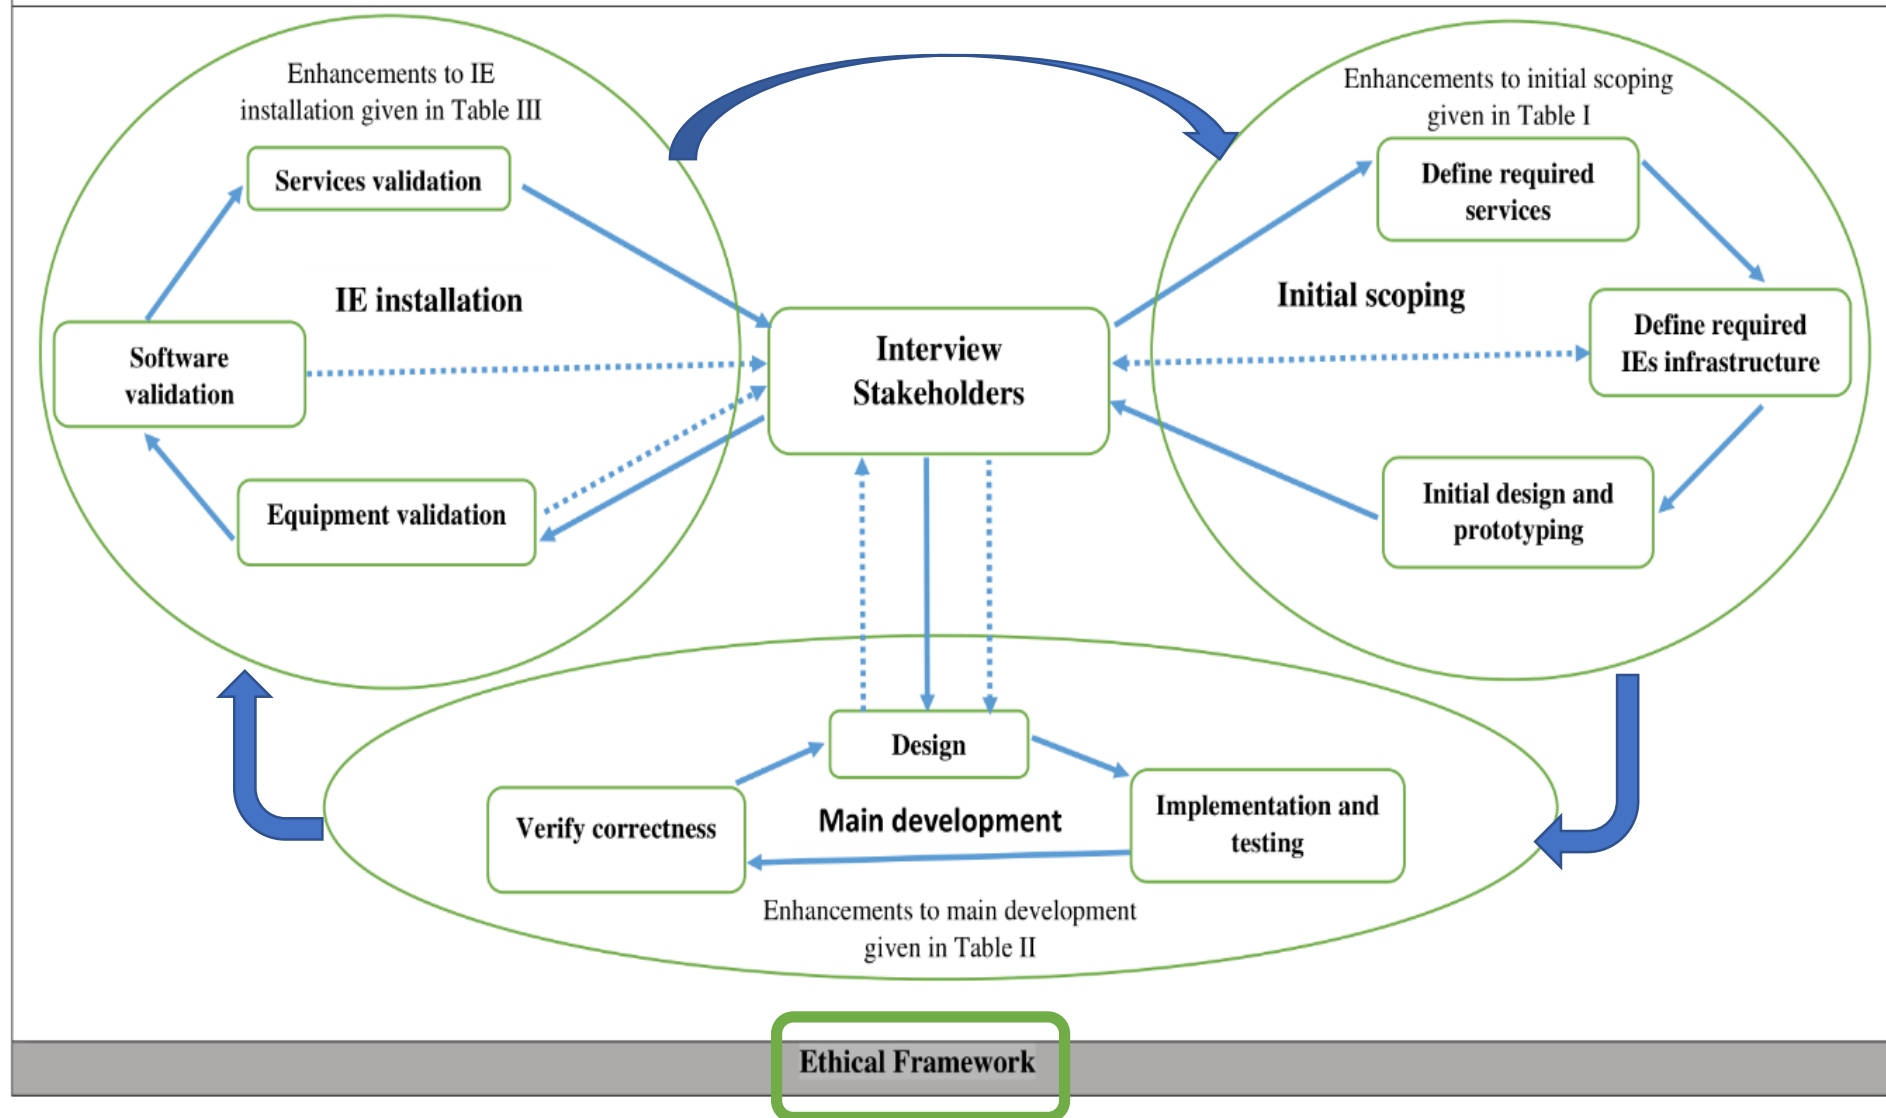 Enhancements to IE
installation given in Table III
Services validation
IE installation
Software
validation
Equipment validation
Interview
Stakeholders
Enhancements to initial scoping
given in Table I
Define required
services
Initial scoping
Define required
IEs infrastructure
Initial design and
prototyping
Design
Verify correctness
Main development
Implementation and
testing
Enhancements to main development
given in Table II
Ethical Framework